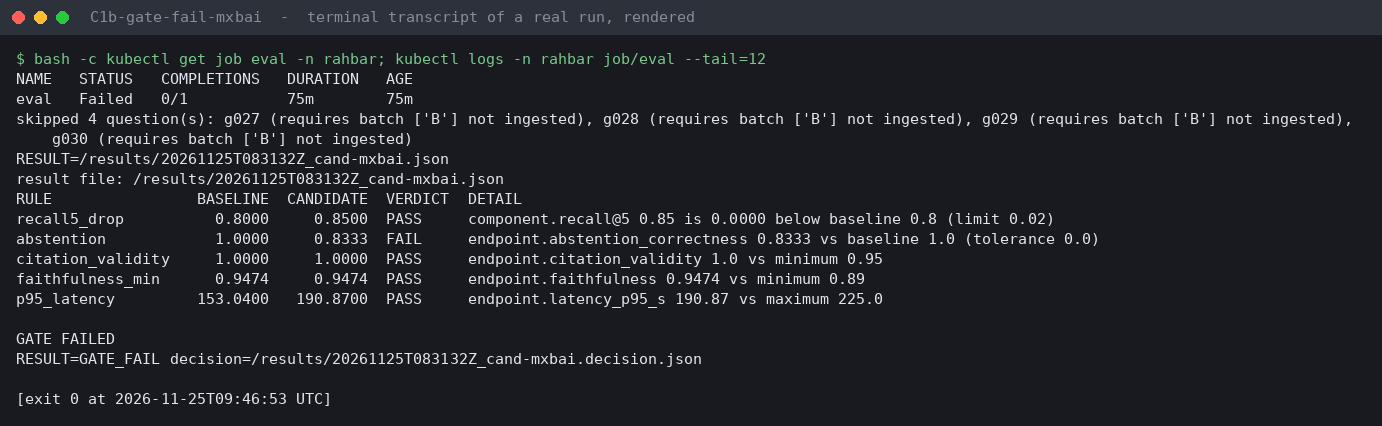 C1b-gate-fail-mxbai  -  terminal transcript of a real run, rendered
$ bash -c kubectl get job eval -n rahbar; kubectl logs -n rahbar job/eval --tail=12
NAME   STATUS   COMPLETIONS   DURATION   AGE
eval   Failed   0/1           75m        75m
skipped 4 question(s): g027 (requires batch ['B'] not ingested), g028 (requires batch ['B'] not ingested), g029 (requires batch ['B'] not ingested),
    g030 (requires batch ['B'] not ingested)
RESULT=/results/20261125T083132Z_cand-mxbai.json
result file: /results/20261125T083132Z_cand-mxbai.json
RULE                BASELINE  CANDIDATE  VERDICT  DETAIL
recall5_drop          0.8000     0.8500  PASS     component.recall@5 0.85 is 0.0000 below baseline 0.8 (limit 0.02)
abstention            1.0000     0.8333  FAIL     endpoint.abstention_correctness 0.8333 vs baseline 1.0 (tolerance 0.0)
citation_validity     1.0000     1.0000  PASS     endpoint.citation_validity 1.0 vs minimum 0.95
faithfulness_min      0.9474     0.9474  PASS     endpoint.faithfulness 0.9474 vs minimum 0.89
p95_latency         153.0400   190.8700  PASS     endpoint.latency_p95_s 190.87 vs maximum 225.0
GATE FAILED
RESULT=GATE_FAIL decision=/results/20261125T083132Z_cand-mxbai.decision.json
[exit 0 at 2026-11-25T09:46:53 UTC]